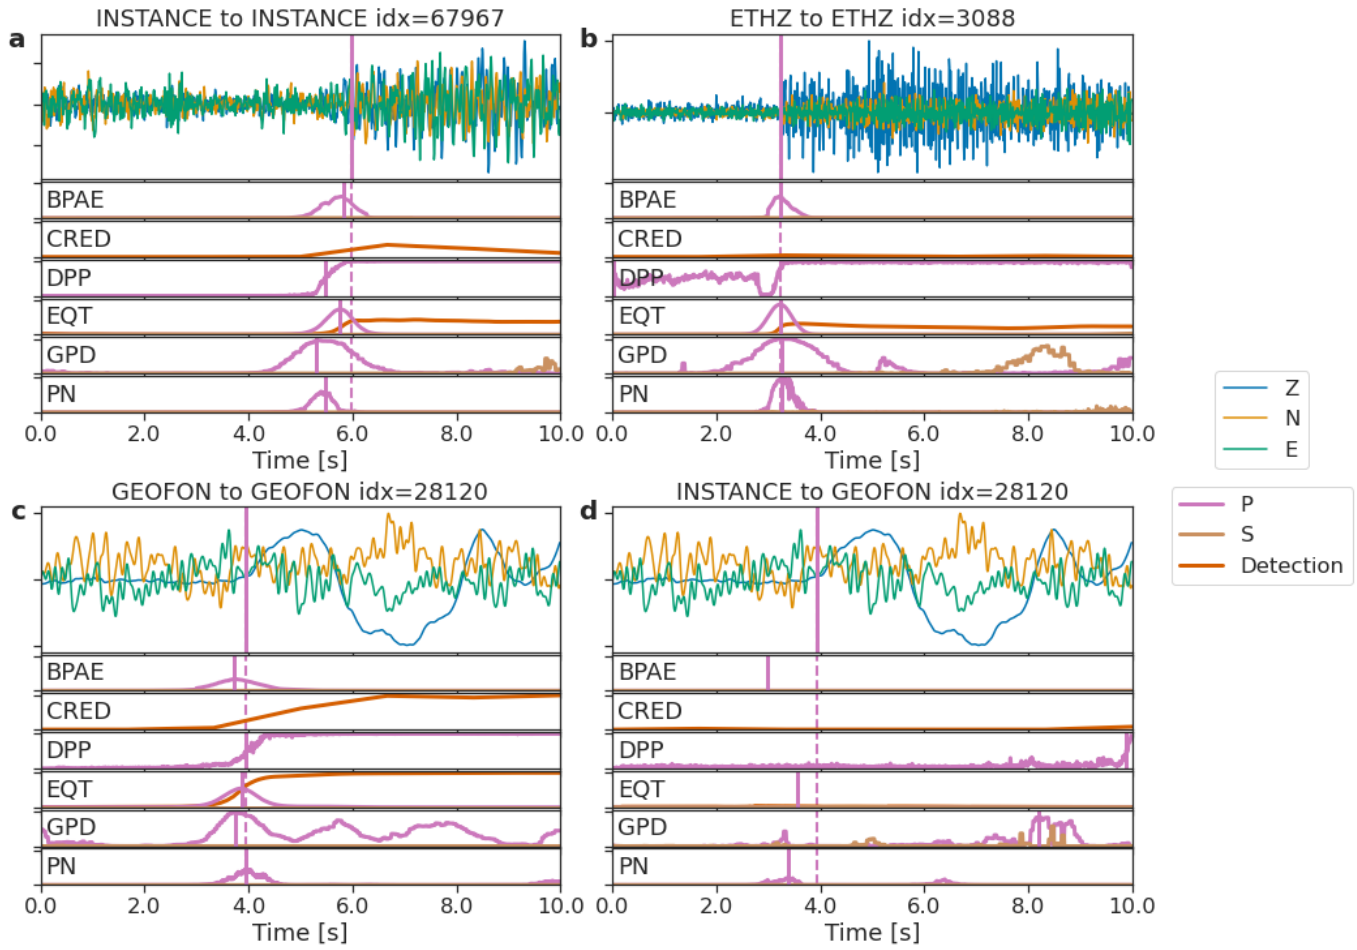 INSTANCE to INSTANCE idx=67967
a
BPAE
CRED
DPP
EQT
GPD
PN
0.0 2.0 4.0 6.0 8.0 10.0
Time [s]
ETHZ to ETHZ idx=3088
b
BPAE
CRED
DPP
EQT
GPD
PN
0.0 2.0 4.0 6.0 8.0 10.0
Time [s]
Z
N
E
P
S
Detection
GEOFON to GEOFON idx=28120
c
BPAE
CRED
DPP
EQT
GPD
PN
0.0 2.0 4.0 6.0 8.0 10.0
Time [s]
INSTANCE to GEOFON idx=28120
d
BPAE
CRED
DPP
EQT
GPD
PN
0.0 2.0 4.0 6.0 8.0 10.0
Time [s]